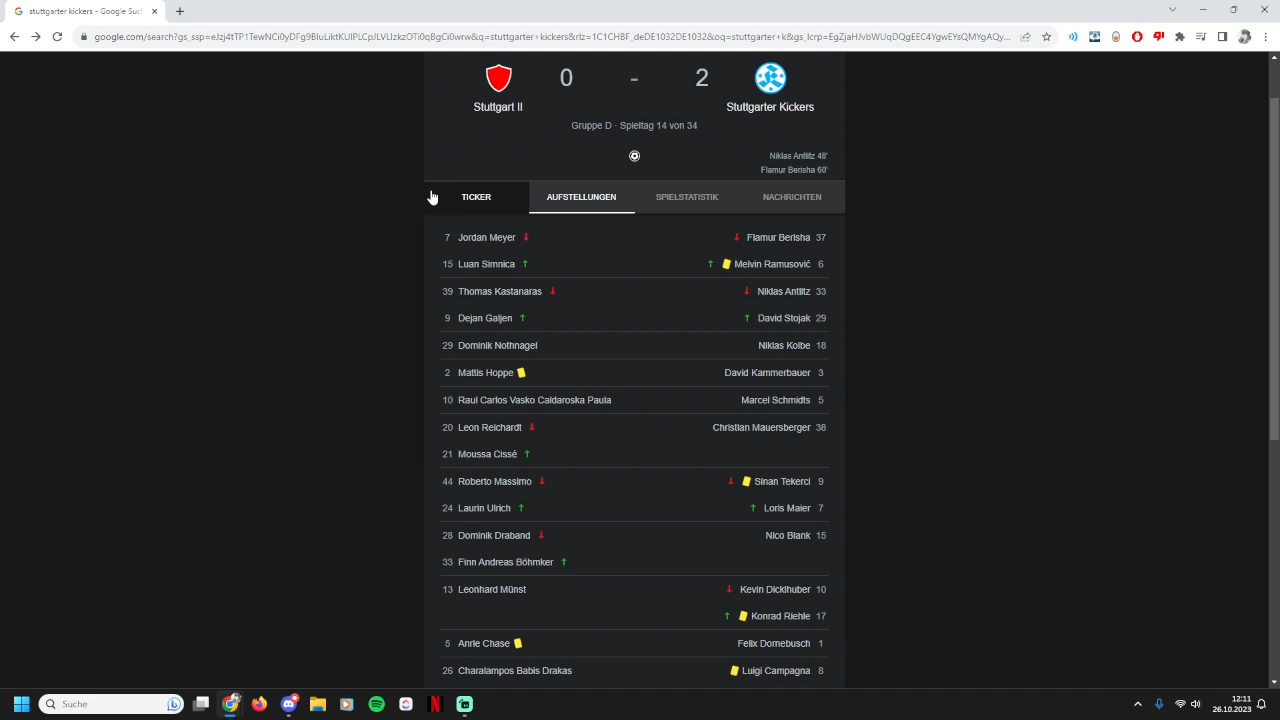 stuttgarter kickers - Google Suc
google.com/search?gs_ssp=eJzj4tTP1TewNCi0yDFg9BIuLiktKUlPLCpJLVLIzkzOTi0qBgCi0wrw&q=stuttgarter+kickers&rlz=1C1CHBF_deDE1032DE1032&oq=stuttgarter+k&gs_lcrp=EgZjaHJvbWUqDQgEEC4YgwEYsQMYgAQy...
0 - 2
Stuttgart II Stuttgarter Kickers
Gruppe D · Spieltag 14 von 34
Niklas Antlitz 48'
Flamur Berisha 60'
TICKER AUFSTELLUNGEN SPIELSTATISTIK NACHRICHTEN
7 Jordan Meyer Flamur Berisha 37
15 Luan Simnica Melvin Ramusović 6
39 Thomas Kastanaras Niklas Antlitz 33
9 Dejan Galjen David Stojak 29
29 Dominik Nothnagel Niklas Kolbe 18
2 Mattis Hoppe David Kammerbauer 3
10 Raul Carlos Vasko Caldaroska Paula Marcel Schmidts 5
20 Leon Reichardt Christian Mauersberger 38
21 Moussa Cissé
44 Roberto Massimo Sinan Tekerci 9
24 Laurin Ulrich Loris Maier 7
28 Dominik Draband Nico Blank 15
33 Finn Andreas Böhmker
13 Leonhard Münst Kevin Dicklhuber 10
Konrad Riehle 17
5 Anrie Chase Felix Dornebusch 1
26 Charalampos Babis Drakas Luigi Campagna 8
Suche
12:11
26.10.2023